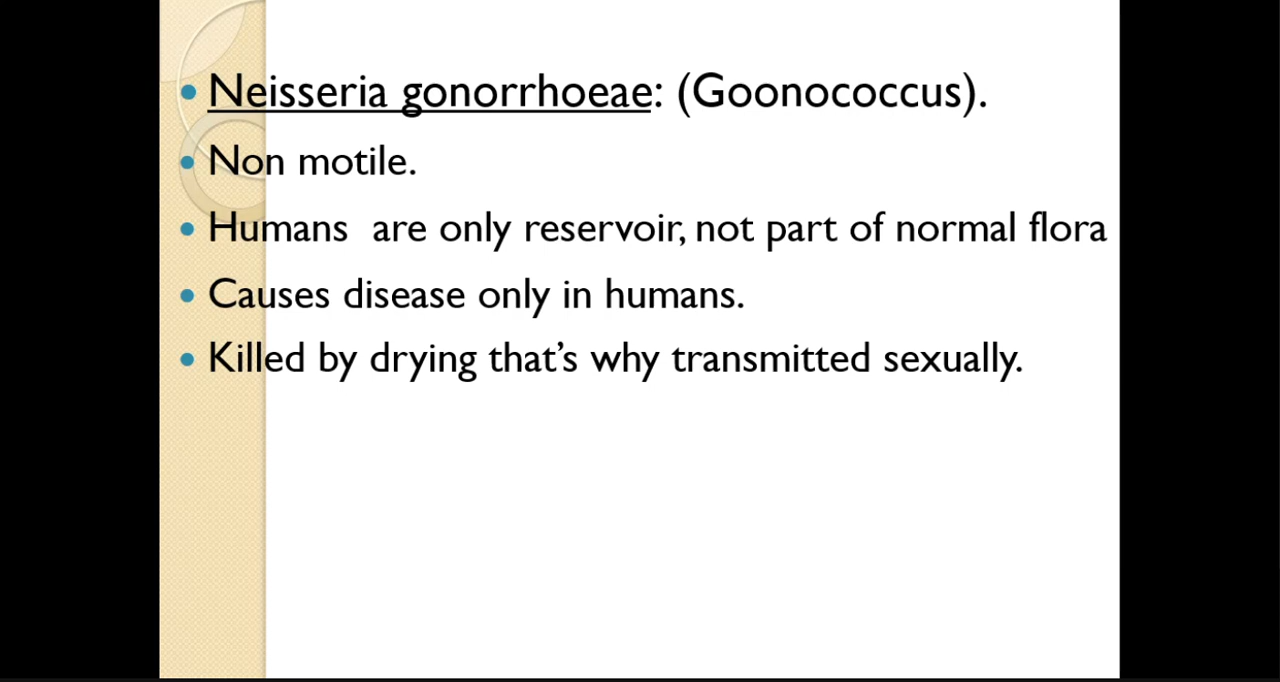 Neisseria gonorrhoeae: (Goonococcus).
Non motile.
Humans are only reservoir, not part of normal flora
Causes disease only in humans.
Killed by drying that’s why transmitted sexually.